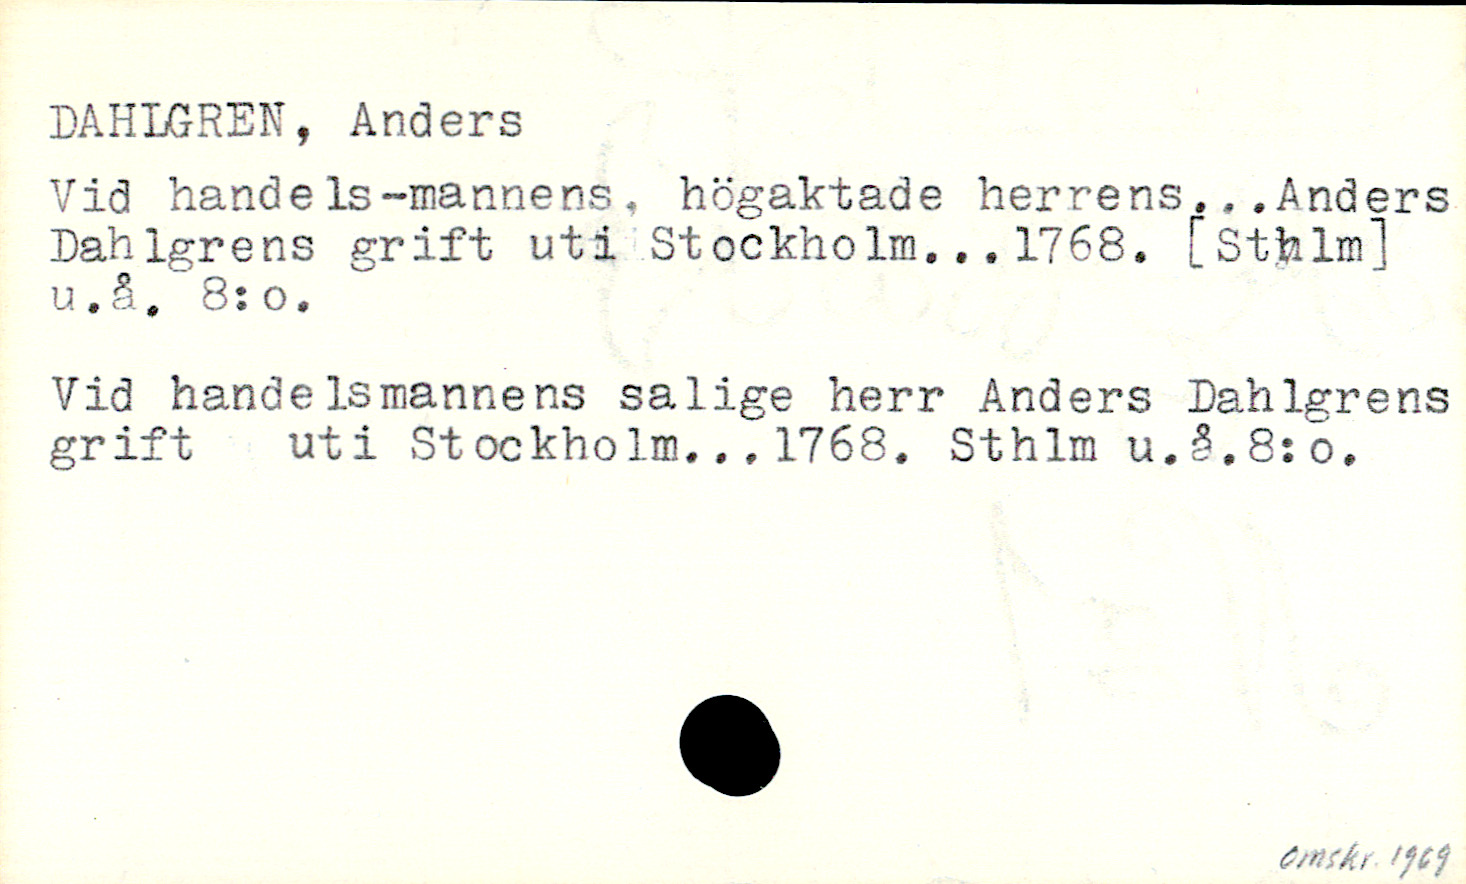 DAHLGREN, Anders
Vid handels-mannens, högaktade herrens...Anders
Dahlgrens grift uti Stockholm...1768. [Sthlm]
u.å. 8:o.
Vid handelsmannens salige herr Anders Dahlgrens
grift uti Stockholm...1768. Sthlm u.å.8:o.
Omskr. 1969